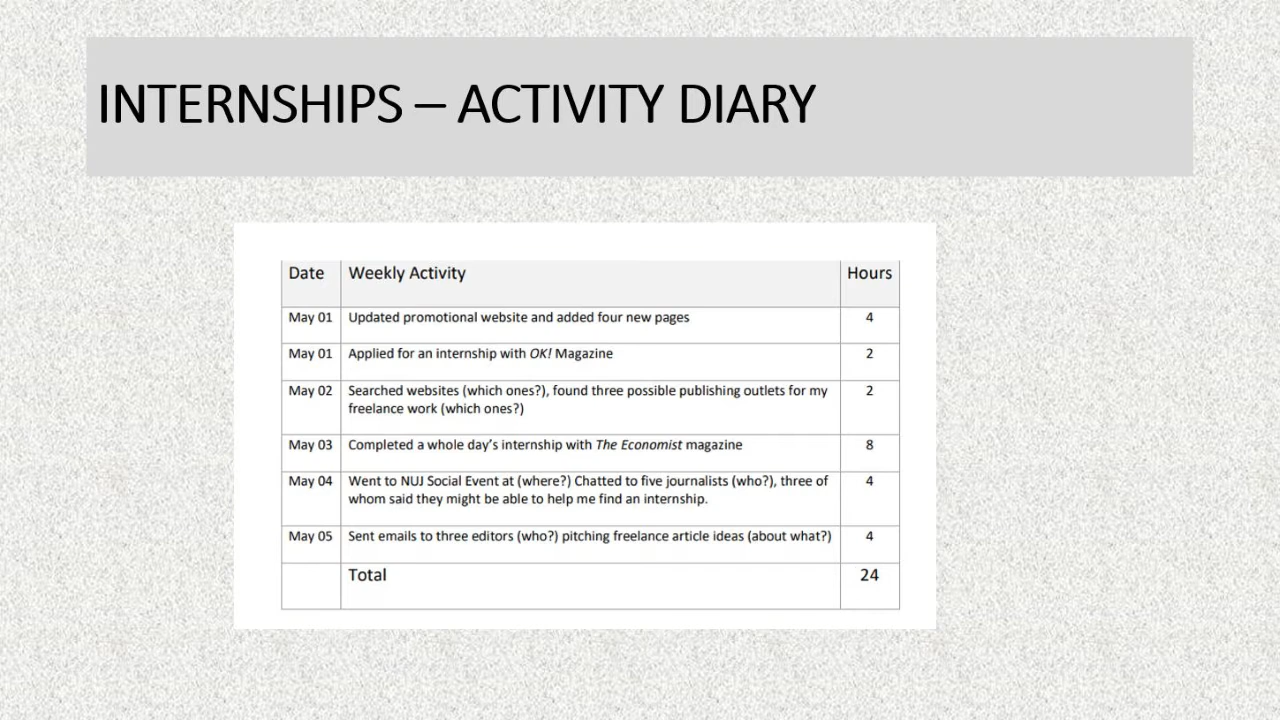 INTERNSHIPS – ACTIVITY DIARY
Date Weekly Activity Hours
May 01 Updated promotional website and added four new pages 4
May 01 Applied for an internship with OK! Magazine 2
May 02 Searched websites (which ones?), found three possible publishing outlets for my 2
freelance work (which ones?)
May 03 Completed a whole day's internship with The Economist magazine 8
May 04 Went to NUJ Social Event at (where?) Chatted to five journalists (who?), three of 4
whom said they might be able to help me find an internship.
May 05 Sent emails to three editors (who?) pitching freelance article ideas (about what?) 4
Total 24